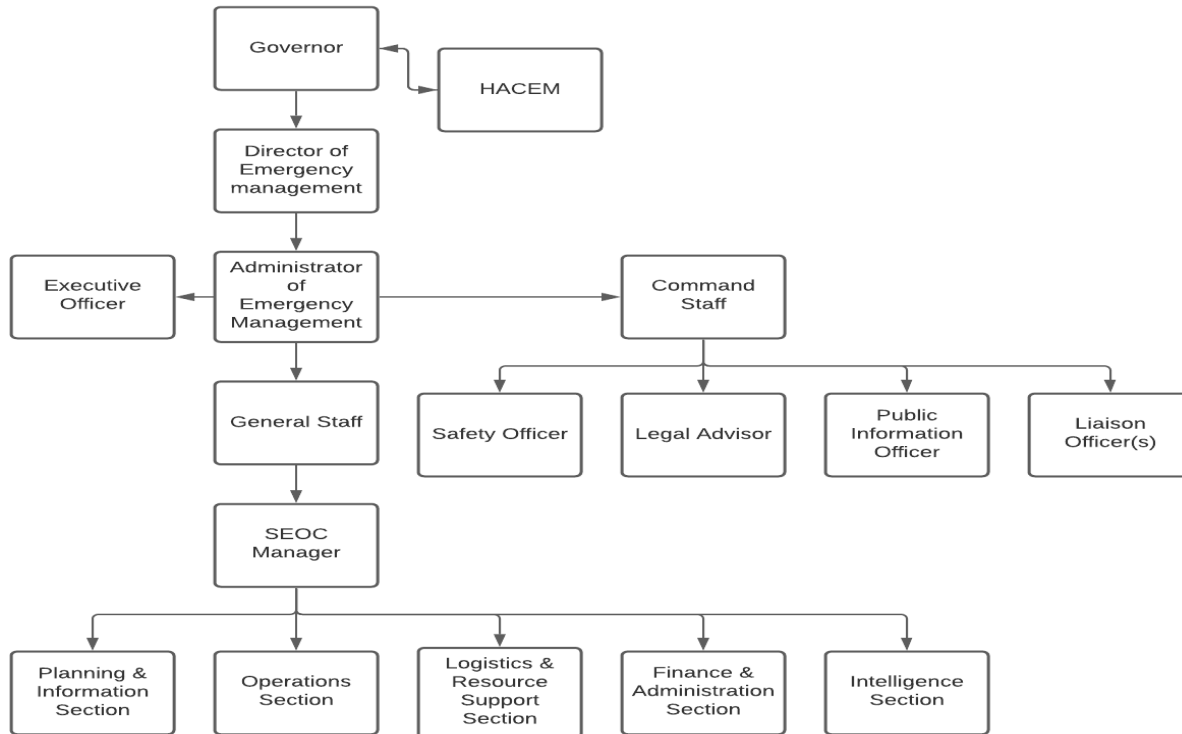 Governor
HACEM
Director of
Emergency
management
Executive
Officer
Administrator
of
Emergency
Management
Command
Staff
General Staff
Safety Officer
Legal Advisor
Public
Information
Officer
Liaison
Officer(s)
SEOC
Manager
Planning &
Information
Section
Operations
Section
Logistics &
Resource
Support
Section
Finance &
Administration
Section
Intelligence
Section